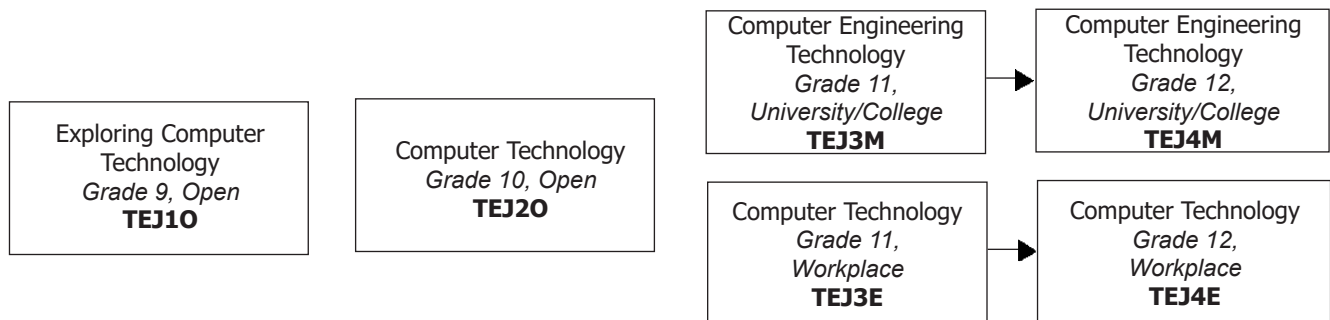 Exploring Computer
Technology
Grade 9, Open
TEJ1O
Computer Technology
Grade 10, Open
TEJ2O
Computer Engineering
Technology
Grade 11,
University/College
TEJ3M
Computer Engineering
Technology
Grade 12,
University/College
TEJ4M
Computer Technology
Grade 11,
Workplace
TEJ3E
Computer Technology
Grade 12,
Workplace
TEJ4E